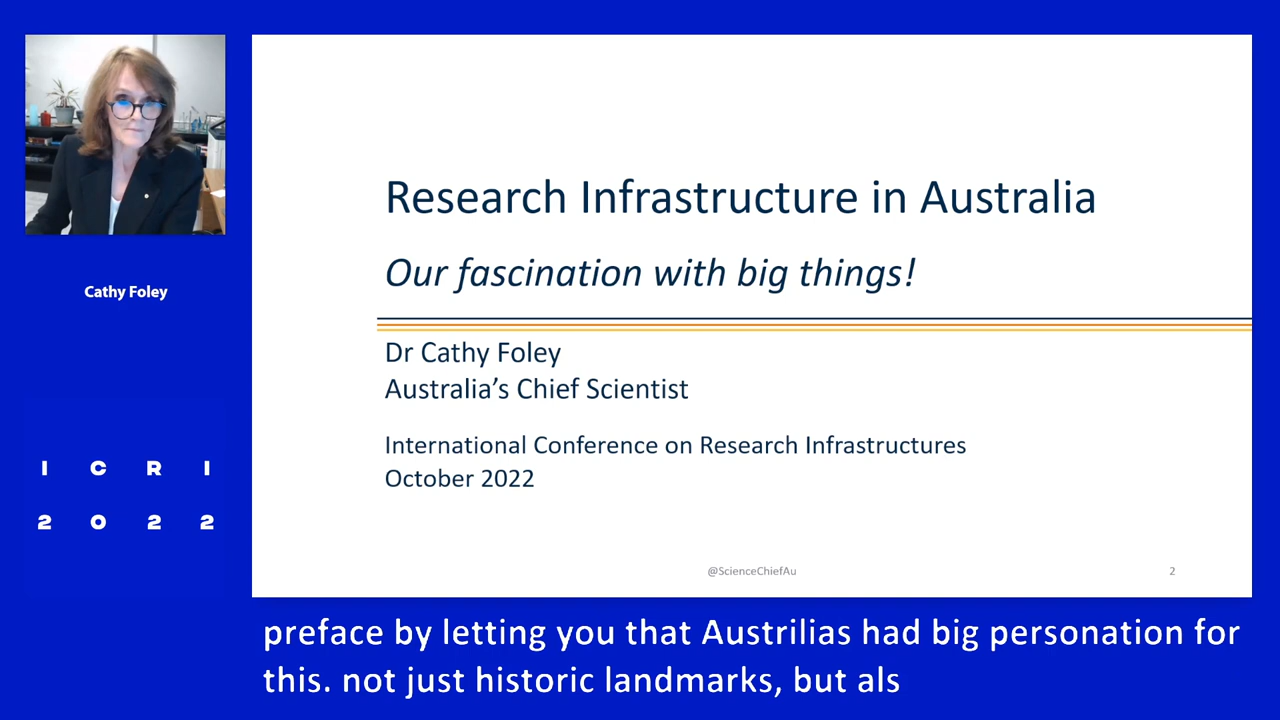 Cathy Foley
I C R I
2 0 2 2
Research Infrastructure in Australia
Our fascination with big things!
Dr Cathy Foley
Australia's Chief Scientist
International Conference on Research Infrastructures
October 2022
@ScienceChiefAu
2
preface by letting you that Austrilias had big personation for
this. not just historic landmarks, but als